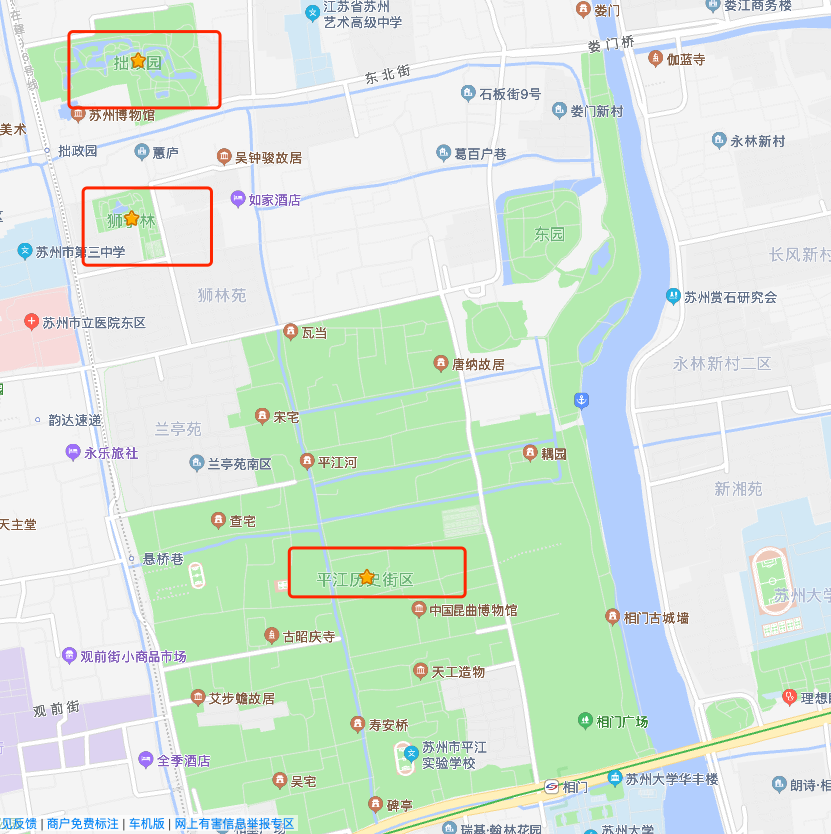 江苏省苏州
艺术高级中学
娄门
娄江商务楼
娄门桥
伽蓝寺
东北街
石板街9号
娄门新村
苏州博物馆
美术
拙政园
蕙庐
吴钟骏故居
葛百户巷
永林新村
如家酒店
东园
苏州市第三中学
长风新村
狮林苑
苏州赏石研究会
苏州市立医院东区
瓦当
唐纳故居
永林新村二区
韵达速递
兰亭苑
宋宅
永乐旅社
兰亭苑南区
平江河
耦园
新湘苑
天主堂
查宅
悬桥巷
平江历史街区
苏州大学
中国昆曲博物馆
相门古城墙
古昭庆寺
观前街小商品市场
天工造物
艾步蟾故居
观前街
寿安桥
相门广场
苏州市平江
实验学校
全季酒店
吴宅
相门
苏州大学华丰楼
朗诗·相
碑亭
见反馈 | 商户免费标注 | 车机版 | 网上有害信息举报专区
瑞基·翰林花园
苏州大学